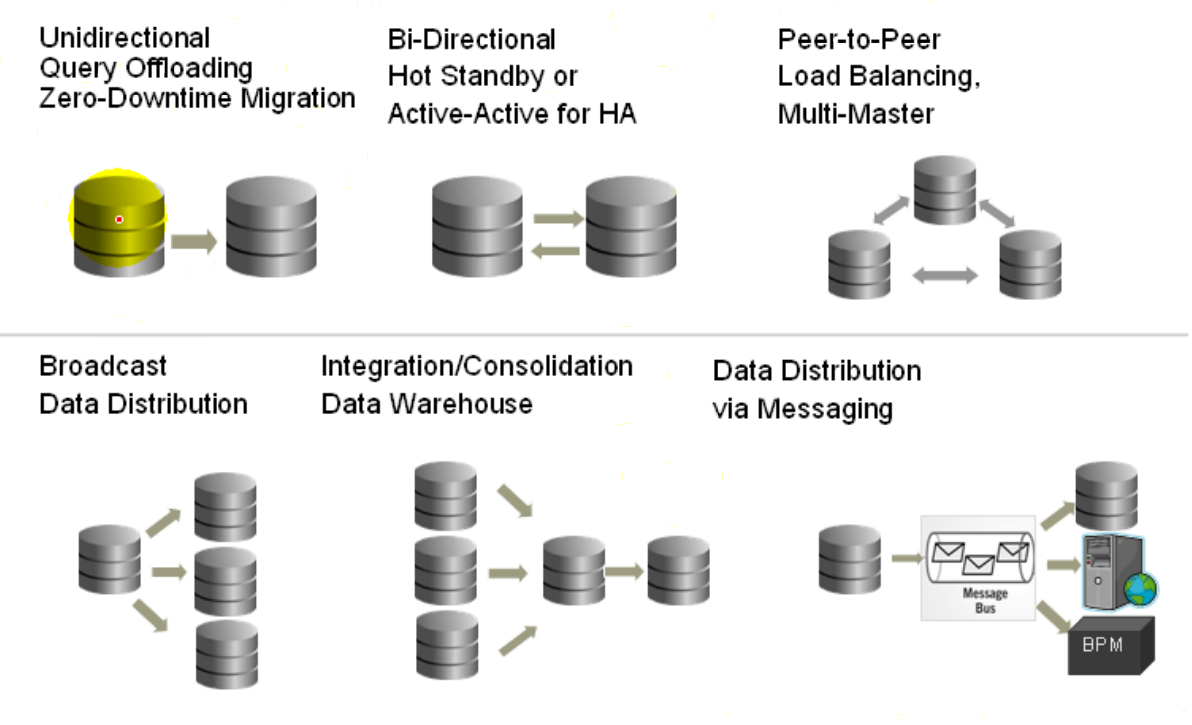 Unidirectional
Query Offloading
Zero-Downtime Migration
Bi-Directional
Hot Standby or
Active-Active for HA
Peer-to-Peer
Load Balancing,
Multi-Master
Broadcast
Data Distribution
Integration/Consolidation
Data Warehouse
Data Distribution
via Messaging
Message
Bus
BPM